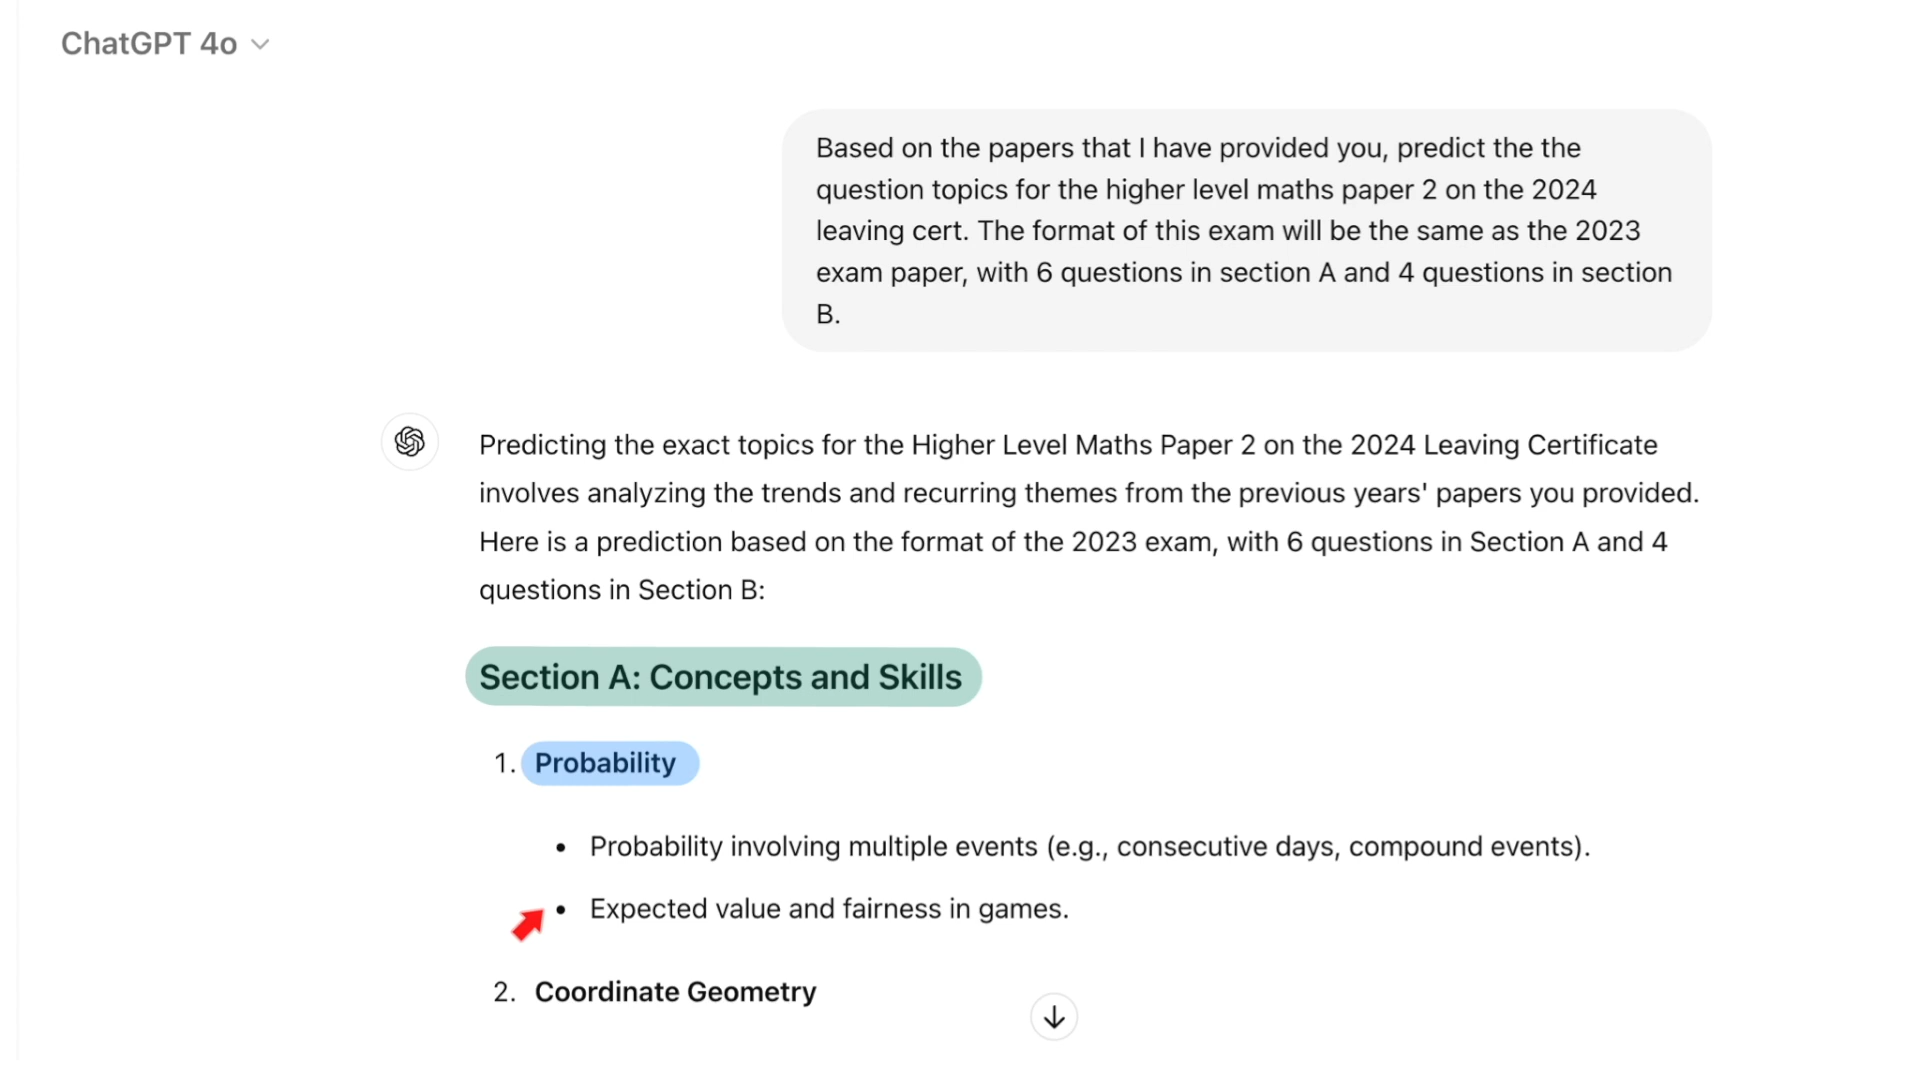 ChatGPT 4o
Based on the papers that I have provided you, predict the the
question topics for the higher level maths paper 2 on the 2024
leaving cert. The format of this exam will be the same as the 2023
exam paper, with 6 questions in section A and 4 questions in section
B.
Predicting the exact topics for the Higher Level Maths Paper 2 on the 2024 Leaving Certificate
involves analyzing the trends and recurring themes from the previous years' papers you provided.
Here is a prediction based on the format of the 2023 exam, with 6 questions in Section A and 4
questions in Section B:
Section A: Concepts and Skills
1. Probability
• Probability involving multiple events (e.g., consecutive days, compound events).
• Expected value and fairness in games.
2. Coordinate Geometry